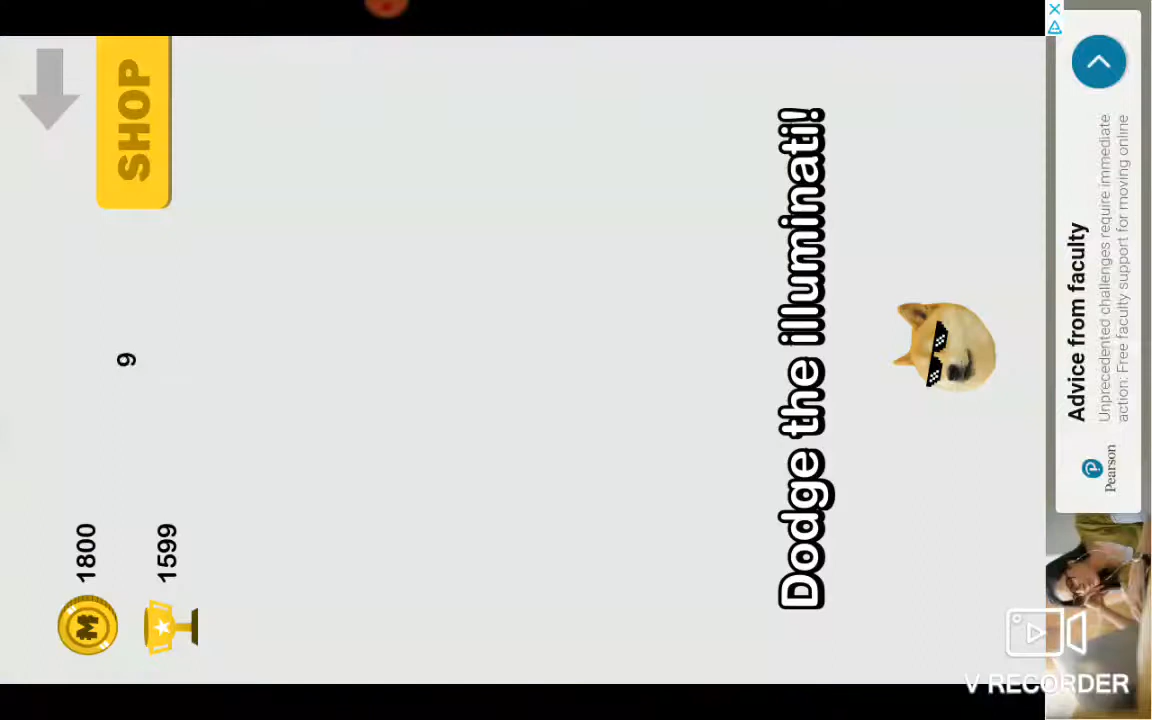 1800
1599
9
SHOP
Dodge the illuminati!
Pearson
Advice from faculty
Unprecedented challenges require immediate
action: Free faculty support for moving online
V RECORDER